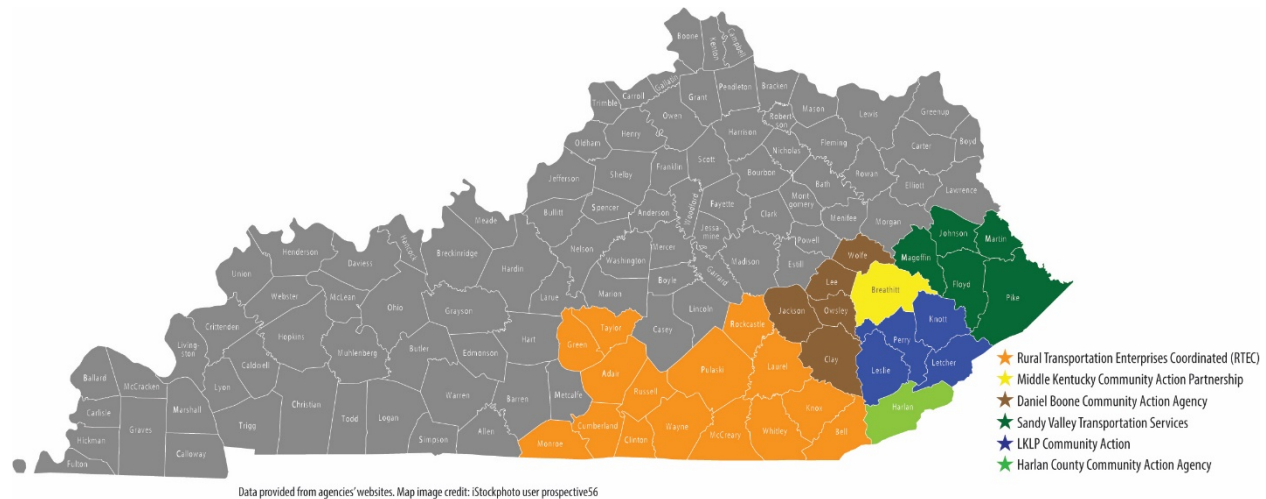 Boone
Kenton
Campbell
Gallatin
Carroll
Trimble
Grant
Pendleton
Bracken
Mason
Robert-
son
Lewis
Greenup
Owen
Henry
Oldham
Harrison
Fleming
Carter
Boyd
Nicholas
Scott
Franklin
Shelby
Jefferson
Bourbon
Rowan
Bath
Elliott
Lawrence
Woodford
Fayette
Mont-
gomery
Clark
Menifee
Morgan
Spencer
Anderson
Bullitt
Jessa-
mine
Powell
Johnson
Martin
Meade
Nelson
Mercer
Madison
Estill
Wolfe
Magoffin
Hancock
Breckinridge
Washington
Garrard
Henderson
Daviess
Hardin
Boyle
Lee
Floyd
Union
Breathitt
Pike
Webster
McLean
Ohio
Larue
Marion
Lincoln
Rockcastle
Jackson
Owsley
Knott
Grayson
Casey
Taylor
Green
Perry
Crittenden
Hopkins
Hart
Butler
Edmonson
Muhlenberg
Clay
Letcher
Living-
ston
Caldwell
Adair
Pulaski
Laurel
Leslie
Lyon
Russell
Ballard
McCracken
Warren
Barren
Metcalfe
Harlan
Knox
Carlisle
Marshall
Christian
Todd
Logan
Cumberland
Wayne
Graves
Trigg
Allen
Simpson
Monroe
Clinton
McCreary
Whitley
Bell
Hickman
Calloway
Fulton
Rural Transportation Enterprises Coordinated (RTEC)
Middle Kentucky Community Action Partnership
Daniel Boone Community Action Agency
Sandy Valley Transportation Services
LKLP Community Action
Harlan County Community Action Agency
Data provided from agencies' websites. Map image credit: iStockphoto user prospective56